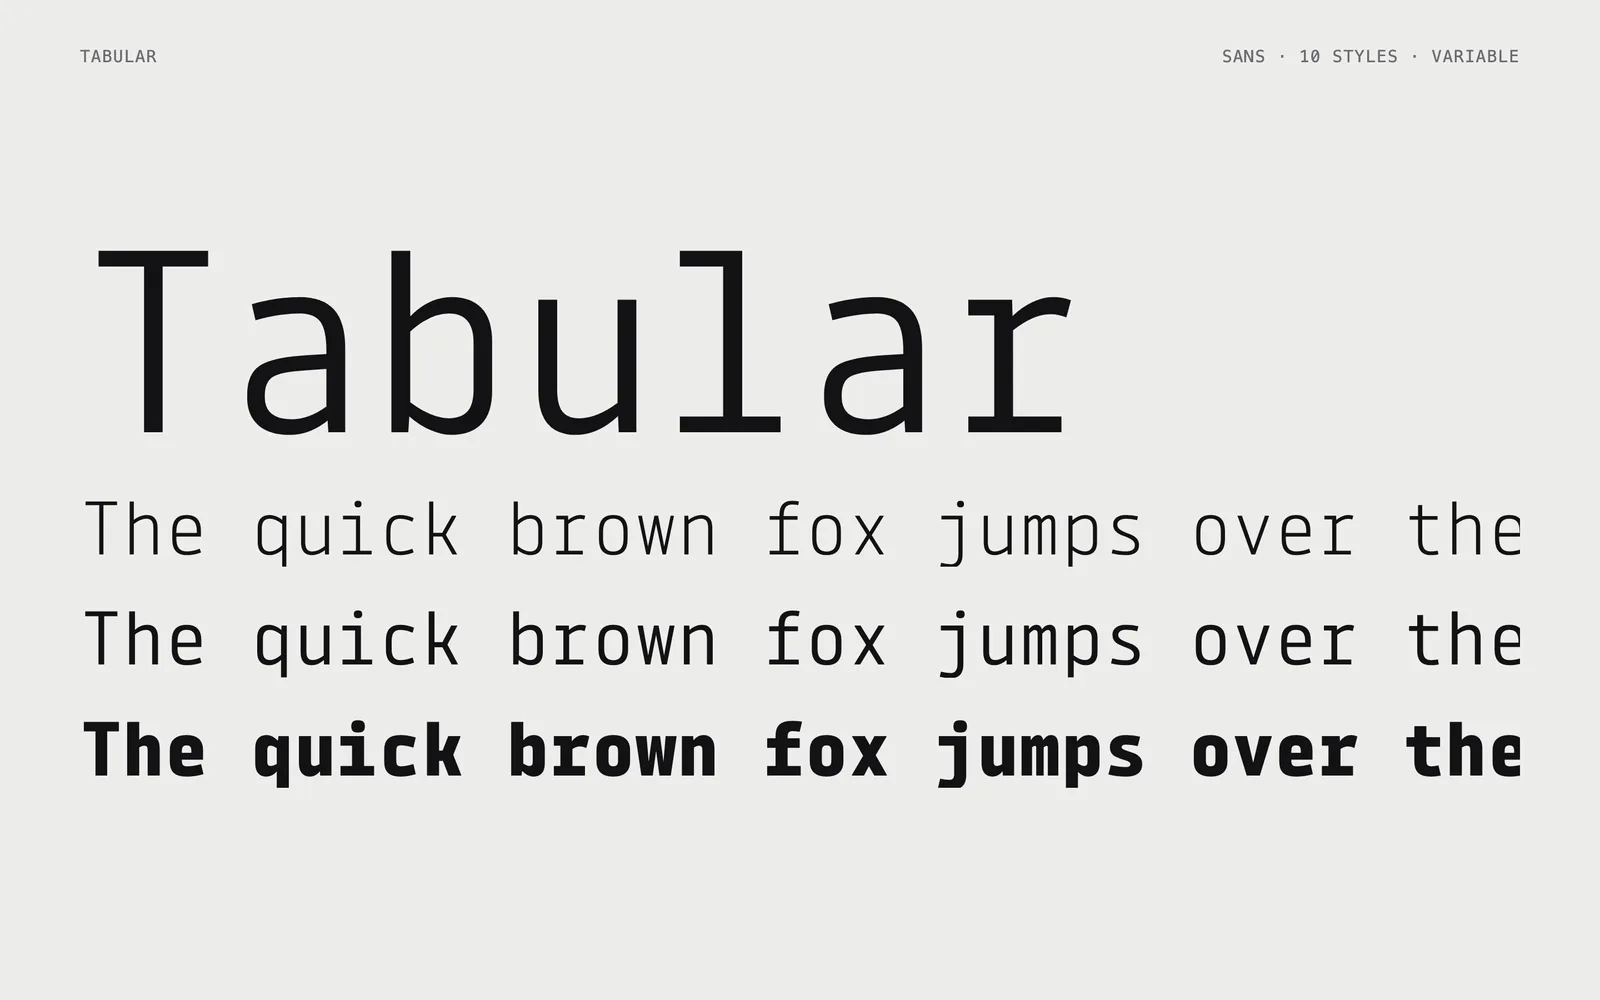 TABULAR
SANS · 10 STYLES · VARIABLE
Tabular
The quick brown fox jumps over the
The quick brown fox jumps over the
The quick brown fox jumps over the